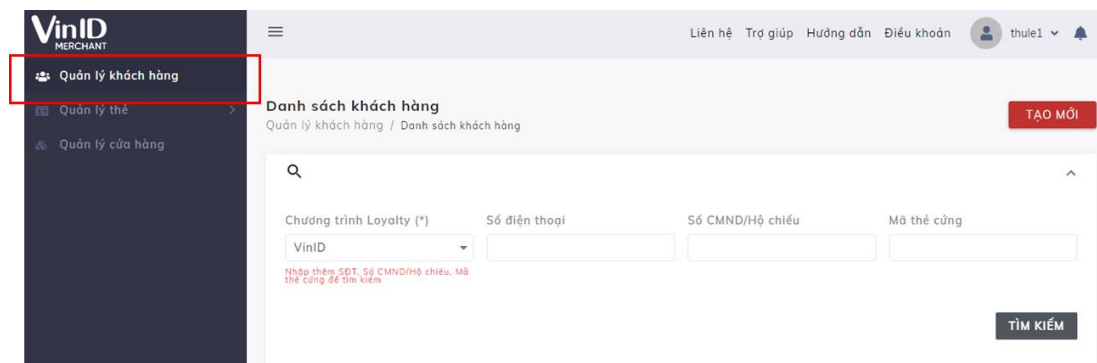 VinID
MERCHANT
Liên hệ Trợ giúp Hướng dẫn Điều khoản thule1
Quản lý khách hàng
Quản lý thẻ
Quản lý cửa hàng
Danh sách khách hàng
Quản lý khách hàng / Danh sách khách hàng
TẠO MỚI
Chương trình Loyalty (*) Số điện thoại Số CMND/Hộ chiếu Mã thẻ cứng
VinID
Nhập thêm SĐT, Số CMND/Hộ chiếu, Mã
thẻ cứng để tìm kiếm
TÌM KIẾM